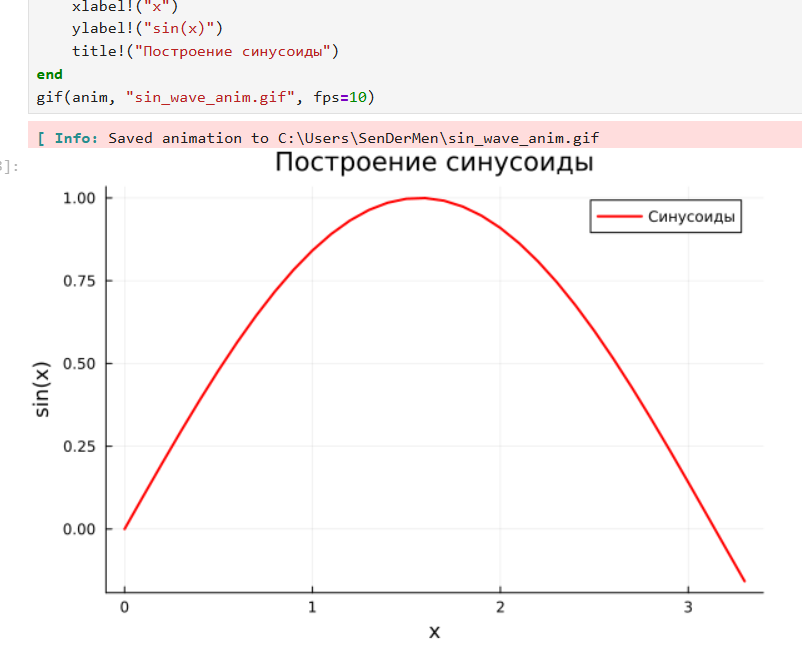 xlabel!("x")
ylabel!("sin(x)")
title!("Построение синусоиды")
end
gif(anim, "sin_wave_anim.gif", fps=10)
[ Info: Saved animation to C:\Users\SenDerMen\sin_wave_anim.gif
]:
Построение синусоиды
1.00
0.75
0.50
0.25
0.00
sin(x)
Синусоиды
0 1 2 3
x